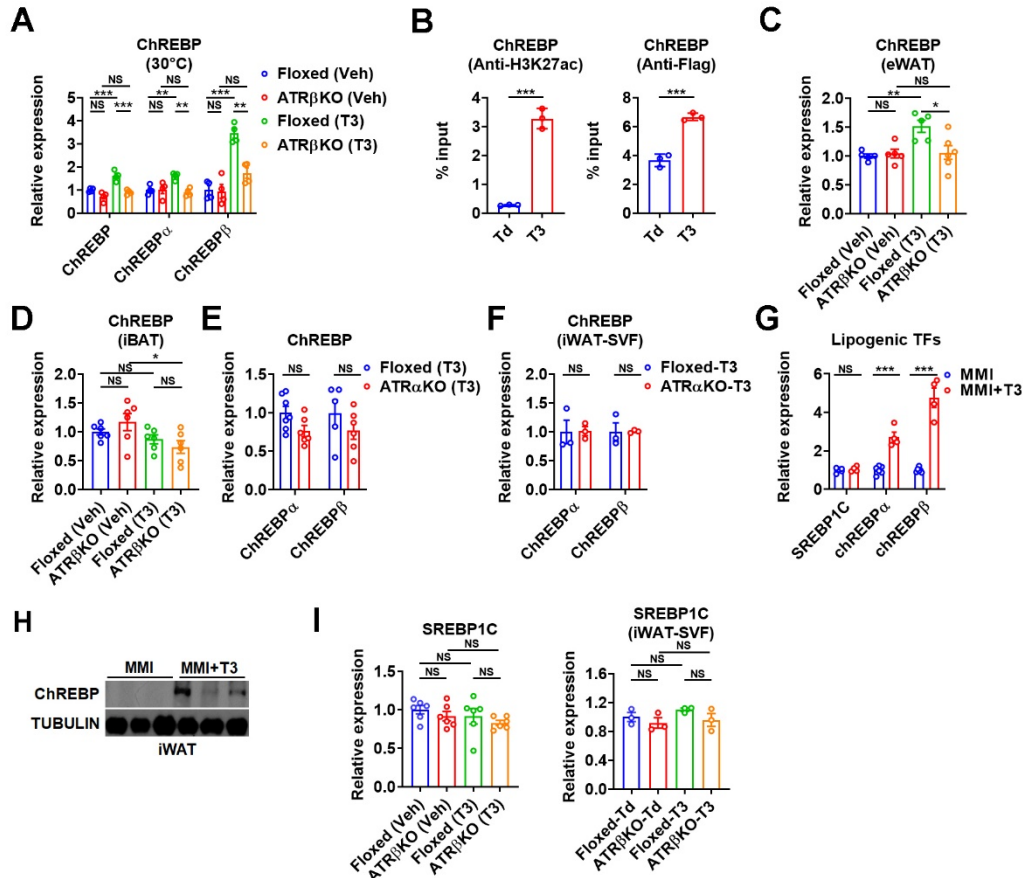 A
ChREBP
(30°C)
Relative expression
5
4
3
2
1
0
NS
***
NS
***
NS
**
NS
**
NS
***
NS
**
ChREBP
ChREBPα
ChREBPβ
Floxed (Veh)
ATRβKO (Veh)
Floxed (T3)
ATRβKO (T3)
B
ChREBP
(Anti-H3K27ac)
% input
4
3
2
1
0
***
Td
T3
ChREBP
(Anti-Flag)
% input
8
6
4
2
0
***
Td
T3
C
ChREBP
(eWAT)
Relative expression
2.0
1.5
1.0
0.5
0.0
NS
**
NS
*
Floxed (Veh)
ATRβKO (Veh)
Floxed (T3)
ATRβKO (T3)
D
ChREBP
(iBAT)
Relative expression
2.0
1.5
1.0
0.5
0.0
*
NS
NS
NS
Floxed (Veh)
ATRβKO (Veh)
Floxed (T3)
ATRβKO (T3)
E
ChREBP
Relative expression
2.0
1.5
1.0
0.5
0.0
NS
NS
ChREBPα
ChREBPβ
Floxed (T3)
ATRαKO (T3)
F
ChREBP
(iWAT-SVF)
Relative expression
2.0
1.5
1.0
0.5
0.0
NS
NS
ChREBPα
ChREBPβ
Floxed-T3
ATRαKO-T3
G
Lipogenic TFs
Relative expression
6
4
2
0
NS
***
***
SREBP1C
chREBPα
chREBPβ
MMI
MMI+T3
H
MMI
MMI+T3
ChREBP
TUBULIN
iWAT
I
SREBP1C
Relative expression
1.5
1.0
0.5
0.0
NS
NS
NS
NS
Floxed (Veh)
ATRβKO (Veh)
Floxed (T3)
ATRβKO (T3)
SREBP1C
(iWAT-SVF)
Relative expression
1.6
1.2
0.8
0.4
0.0
NS
NS
NS
NS
Floxed-Td
ATRβKO-Td
Floxed-T3
ATRβKO-T3